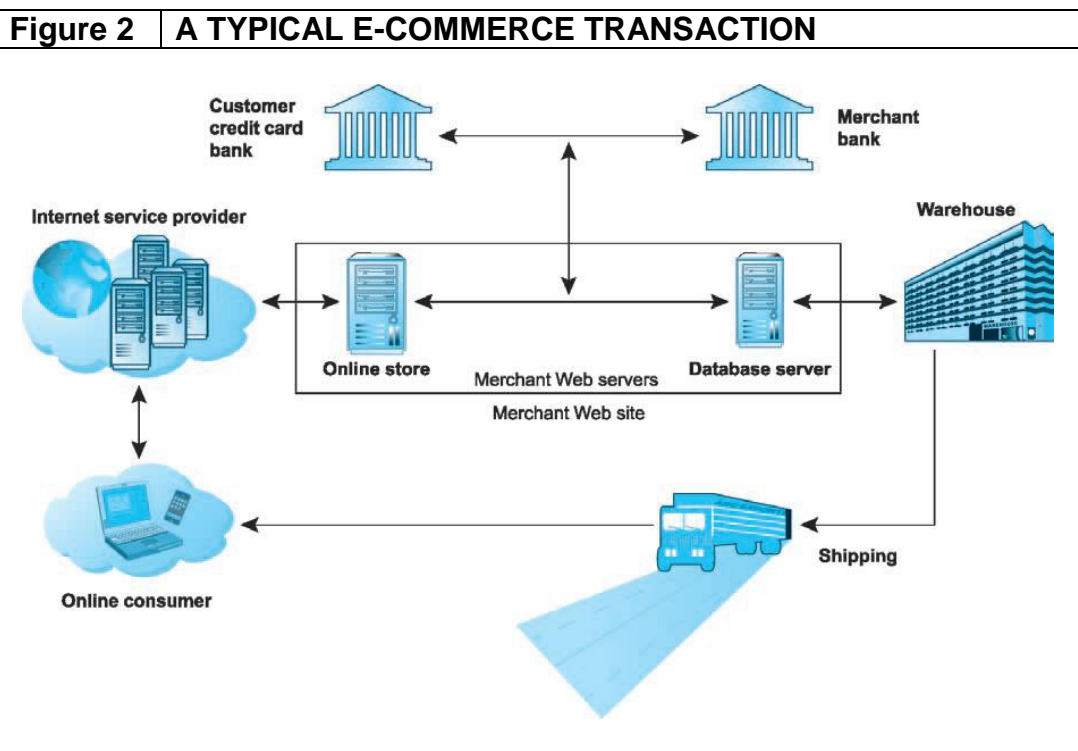 Figure 2 A TYPICAL E-COMMERCE TRANSACTION
Customer
credit card
bank
Merchant
bank
Internet service provider
Warehouse
WAREHOUSE
Online store
Database server
Merchant Web servers
Merchant Web site
Shipping
Online consumer